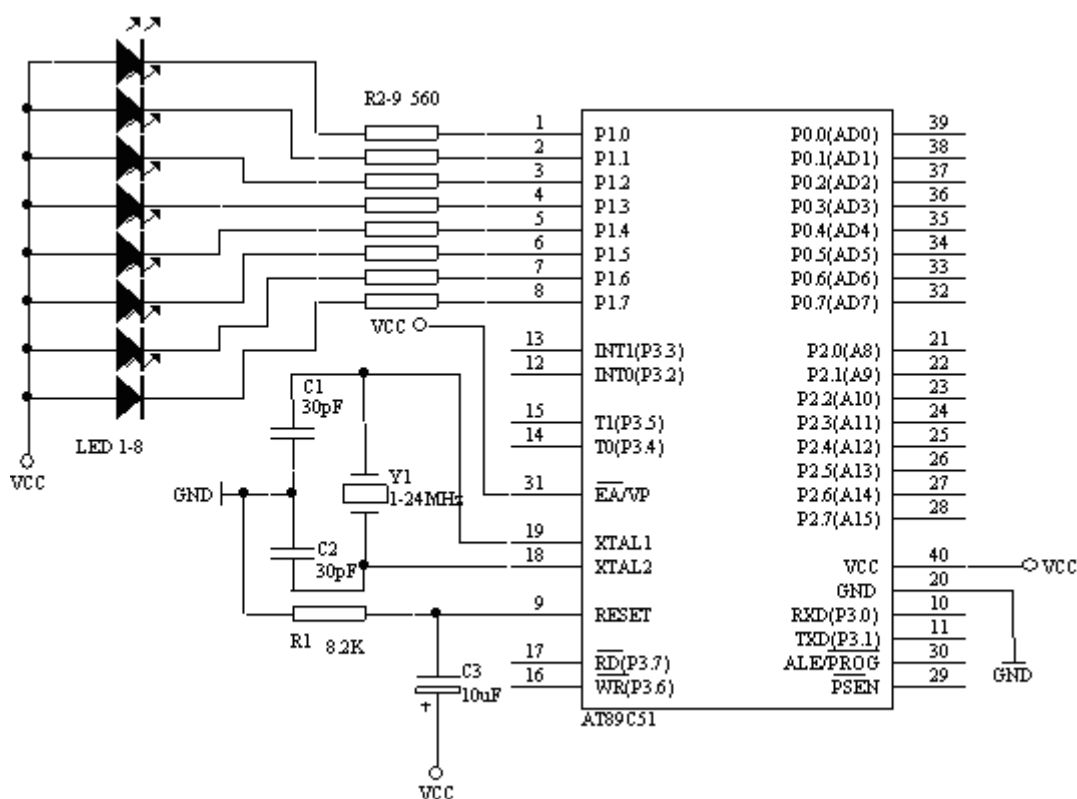 R2-9 560
1
2
3
4
5
6
7
8
P1.0
P1.1
P1.2
P1.3
P1.4
P1.5
P1.6
P1.7
VCC
13
12
INT1(P3.3)
INT0(P3.2)
15
14
T1(P3.5)
T0(P3.4)
31
EA/VP
19
18
XTAL1
XTAL2
9
RESET
17
16
RD(P3.7)
WR(P3.6)
P0.0(AD0)
P0.1(AD1)
P0.2(AD2)
P0.3(AD3)
P0.4(AD4)
P0.5(AD5)
P0.6(AD6)
P0.7(AD7)
39
38
37
36
35
34
33
32
P2.0(A8)
P2.1(A9)
P2.2(A10)
P2.3(A11)
P2.4(A12)
P2.5(A13)
P2.6(A14)
P2.7(A15)
21
22
23
24
25
26
27
28
VCC
GND
RXD(P3.0)
TXD(P3.1)
ALE/PROG
PSEN
40
20
10
11
30
29
VCC
GND
AT89C51
LED 1-8
VCC
C1
30pF
GND
Y1
1-24MHz
C2
30pF
R1 8.2K
C3
10uF
+
VCC